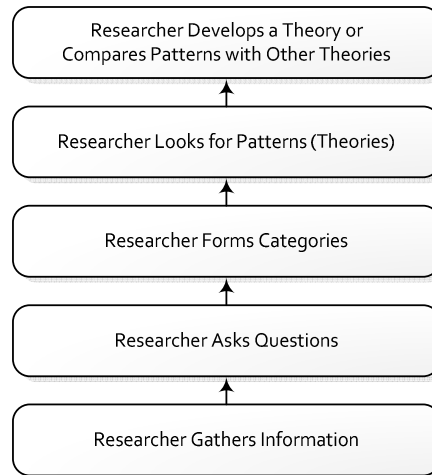 Researcher Develops a Theory or
Compares Patterns with Other Theories
Researcher Looks for Patterns (Theories)
Researcher Forms Categories
Researcher Asks Questions
Researcher Gathers Information